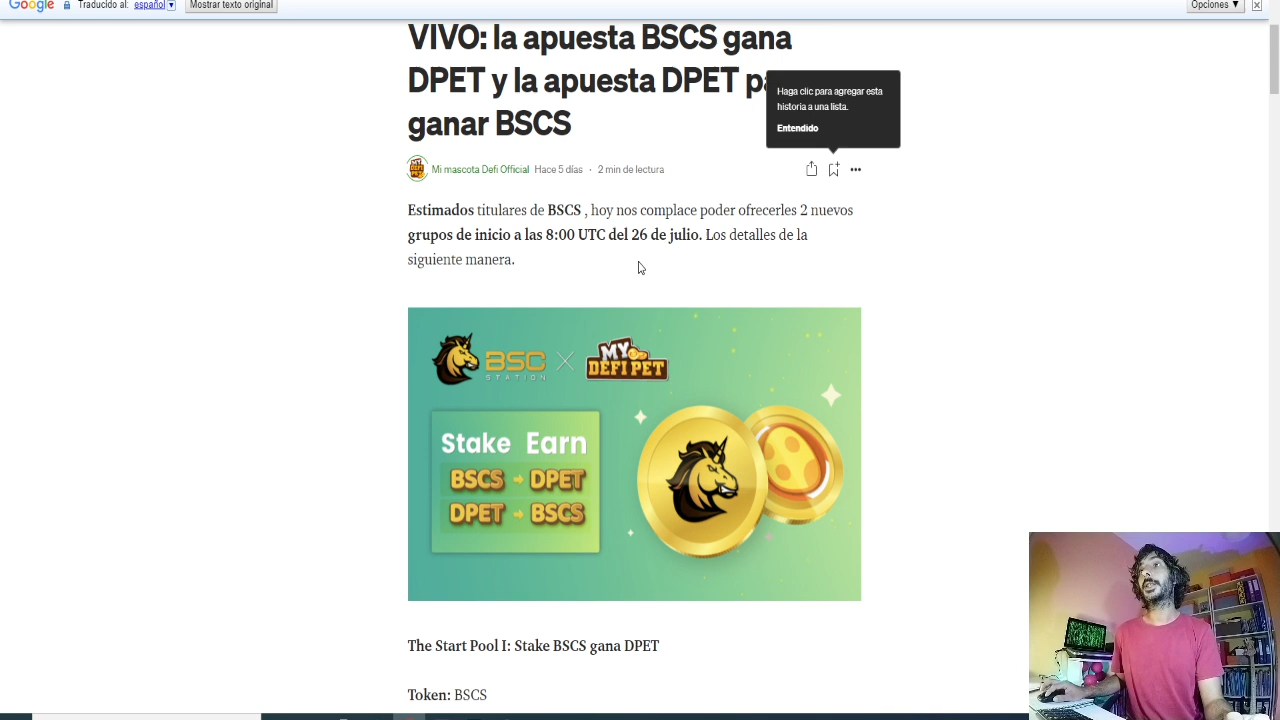 Google Traducido al: español Mostrar texto original Opciones ▼
VIVO: la apuesta BSCS gana
DPET y la apuesta DPET
ganar BSCS
Haga clic para agregar esta
historia a una lista.
Entendido
MY DEFI PET
Mi mascota Defi Official Hace 5 días · 2 min de lectura
Estimados titulares de BSCS , hoy nos complace poder ofrecerles 2 nuevos
grupos de inicio a las 8:00 UTC del 26 de julio. Los detalles de la
siguiente manera.
BSC
STATION
MY
DEFI PET
Stake Earn
BSCS → DPET
DPET → BSCS
The Start Pool I: Stake BSCS gana DPET
Token: BSCS